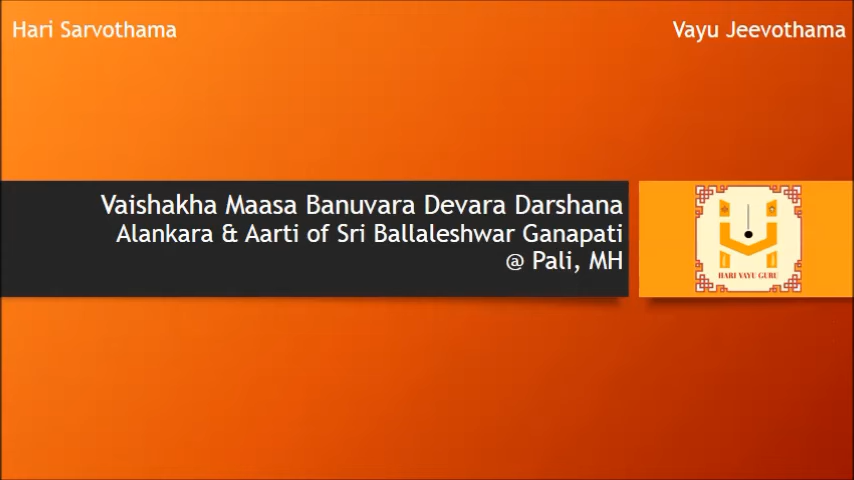 Hari Sarvothama
Vayu Jeevothama
Vaishakha Maasa Banuvara Devara Darshana
Alankara & Aarti of Sri Ballaleshwar Ganapati
@ Pali, MH
HARI VAYU GURU